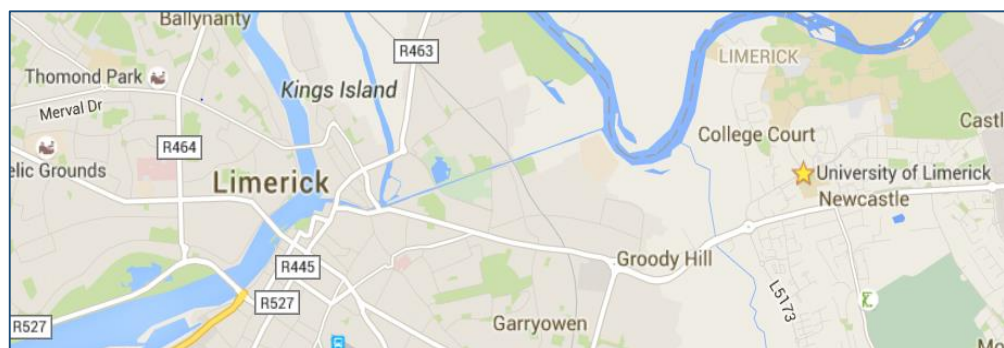 Ballynanty
R463
LIMERICK
Thomond Park
Kings Island
Merval Dr
Castl
College Court
R464
elic Grounds
Limerick
University of Limerick
Newcastle
Groody Hill
R445
R527
L5173
R527
Garryowen
Mo